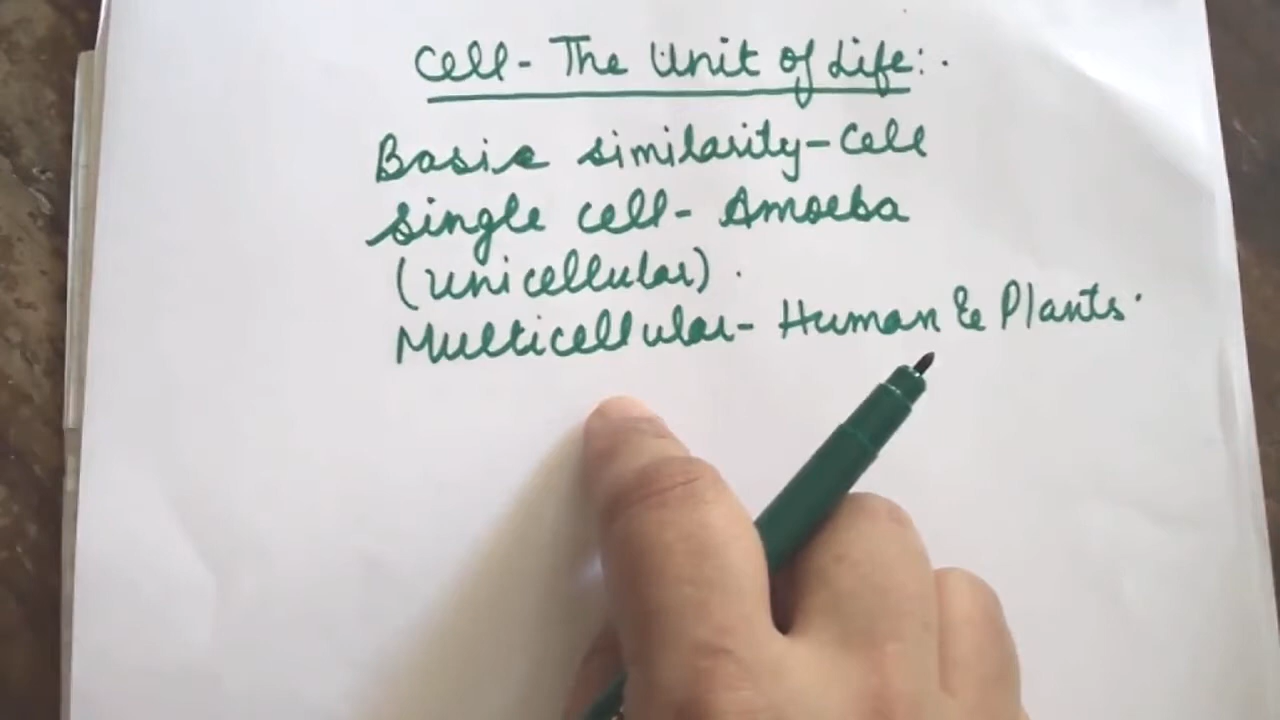 Cell - The Unit of Life:.
Basic similarity - Cell
Single cell - Amoeba
(Unicellular).
Multicellular - Human & Plants.